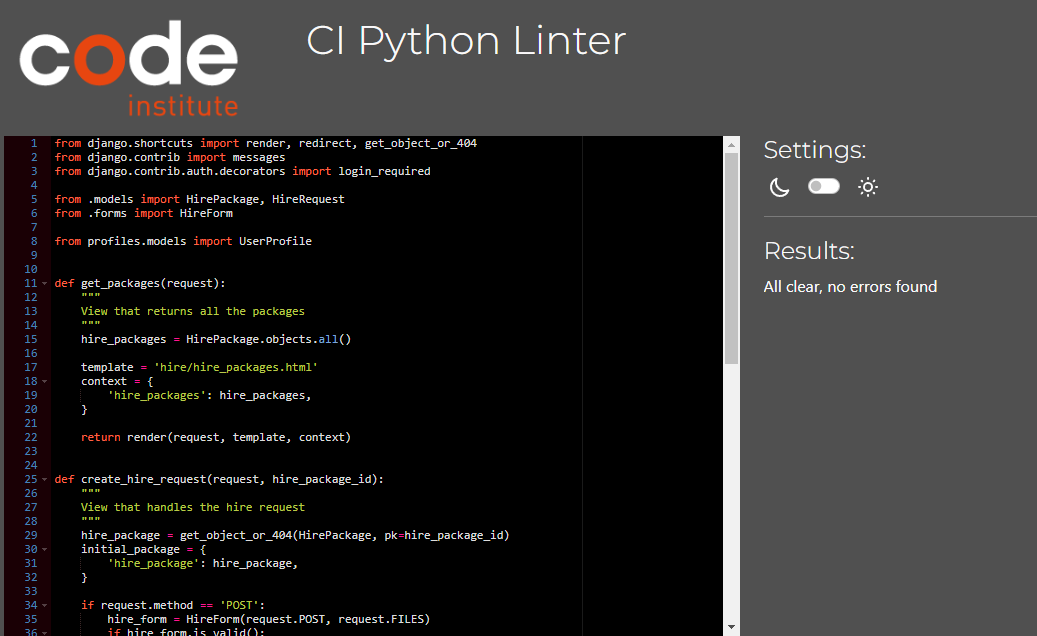 code
institute
CI Python Linter
1 from django.shortcuts import render, redirect, get_object_or_404
2 from django.contrib import messages
3 from django.contrib.auth.decorators import login_required
4
5 from .models import HirePackage, HireRequest
6 from .forms import HireForm
7
8 from profiles.models import UserProfile
9
10
11 def get_packages(request):
12     """
13     View that returns all the packages
14     """
15     hire_packages = HirePackage.objects.all()
16
17     template = 'hire/hire_packages.html'
18     context = {
19         'hire_packages': hire_packages,
20     }
21
22     return render(request, template, context)
23
24
25 def create_hire_request(request, hire_package_id):
26     """
27     View that handles the hire request
28     """
29     hire_package = get_object_or_404(HirePackage, pk=hire_package_id)
30     initial_package = {
31         'hire_package': hire_package,
32     }
33
34     if request.method == 'POST':
35         hire_form = HireForm(request.POST, request.FILES)
36         if hire_form.is_valid():
Settings:
Results:
All clear, no errors found